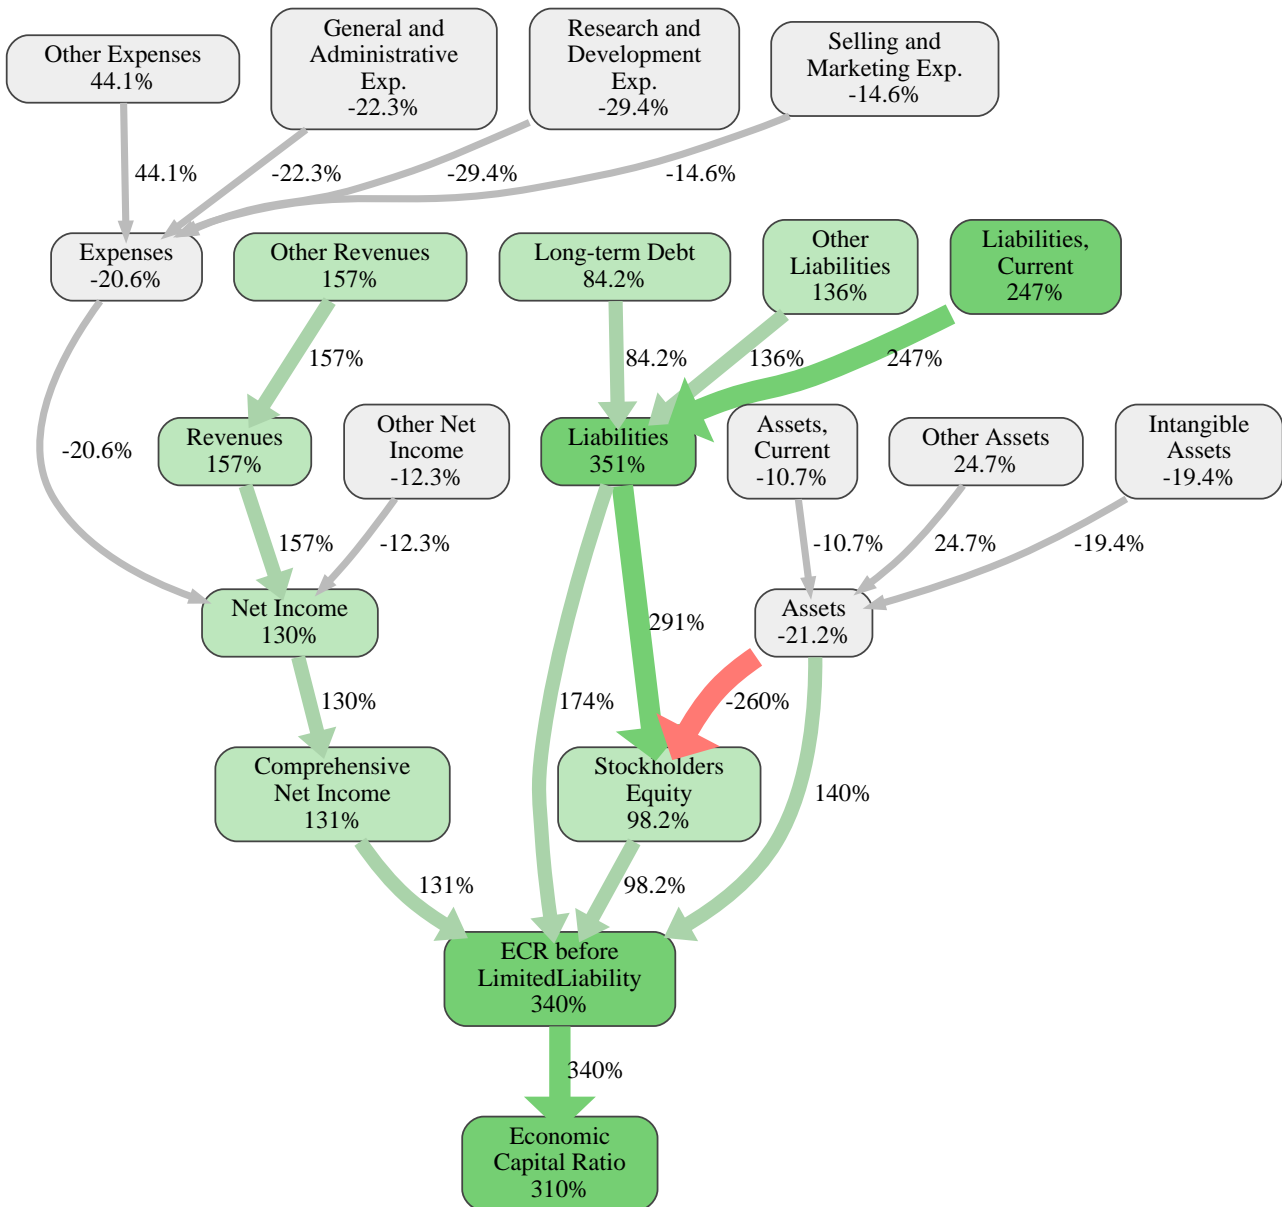 Other Expenses
44.1%
General and
Administrative
Exp.
-22.3%
Research and
Development
Exp.
-29.4%
Selling and
Marketing Exp.
-14.6%
44.1%
-22.3%
-29.4%
-14.6%
Expenses
-20.6%
Other Revenues
157%
Long-term Debt
84.2%
Other
Liabilities
136%
Liabilities,
Current
247%
157%
84.2%
136%
247%
-20.6%
Revenues
157%
Other Net
Income
-12.3%
Liabilities
351%
Assets,
Current
-10.7%
Other Assets
24.7%
Intangible
Assets
-19.4%
157%
-12.3%
-10.7%
24.7%
-19.4%
Net Income
130%
291%
Assets
-21.2%
130%
174%
-260%
140%
Comprehensive
Net Income
131%
Stockholders
Equity
98.2%
131%
98.2%
ECR before
LimitedLiability
340%
340%
Economic
Capital Ratio
310%